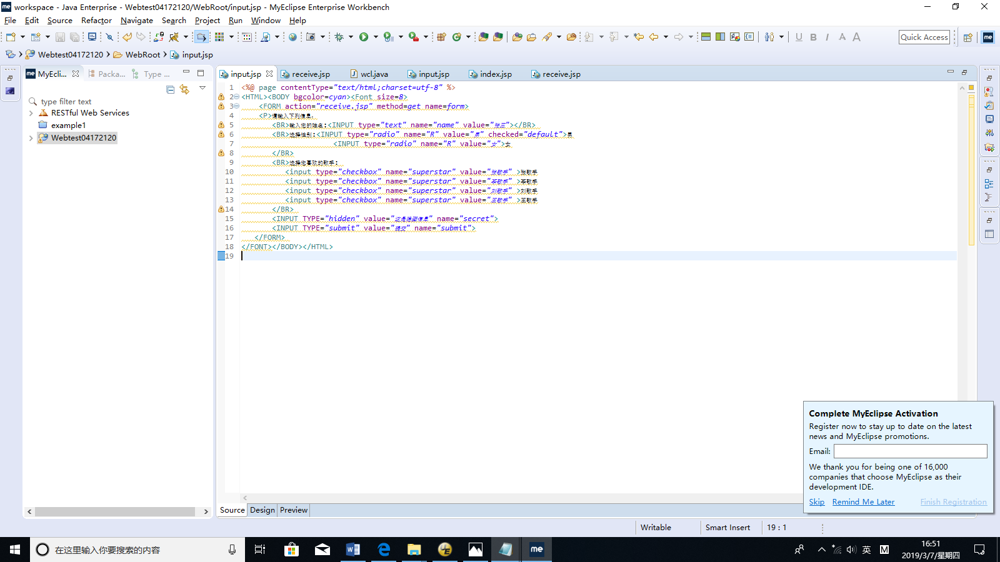 workspace - Java Enterprise - Webtest04172120/WebRoot/input.jsp - MyEclipse Enterprise Workbench
File Edit Source Refactor Navigate Search Project Run Window Help
Quick Access
Webtest04172120 WebRoot input.jsp
MyEcli... Packa... Type ...
input.jsp receive.jsp wcl.java input.jsp index.jsp receive.jsp
type filter text
RESTful Web Services
example1
Webtest04172120
1 <%@ page contentType="text/html;charset=utf-8" %>
2 <HTML><BODY bgcolor=cyan><Font size=8>
3 <FORM action="receive.jsp" method=get name=form>
4 <P>请输入下列信息:
5 <BR>输入您的姓名:<INPUT type="text" name="name" value="张三"></BR>
6 <BR>选择性别:<INPUT type="radio" name="R" value="男" checked="default">男
7 <INPUT type="radio" name="R" value="女">女
8 </BR>
9 <BR>选择您喜欢的歌手:
10 <input type="checkbox" name="superstar" value="张歌手" >张歌手
11 <input type="checkbox" name="superstar" value="李歌手" >李歌手
12 <input type="checkbox" name="superstar" value="刘歌手" >刘歌手
13 <input type="checkbox" name="superstar" value="王歌手" >王歌手
14 </BR>
15 <INPUT TYPE="hidden" value="这是隐藏信息" name="secret">
16 <INPUT TYPE="submit" value="提交" name="submit">
17 </FORM>
18 </FONT></BODY></HTML>
19
Source Design Preview
Complete MyEclipse Activation
Register now to stay up to date on the latest
news and MyEclipse promotions.
Email:
We thank you for being one of 16,000
companies that choose MyEclipse as their
development IDE.
Skip Remind Me Later Finish Registration
Writable Smart Insert 19 : 1
在这里输入你要搜索的内容
英 M
16:51
2019/3/7/星期四